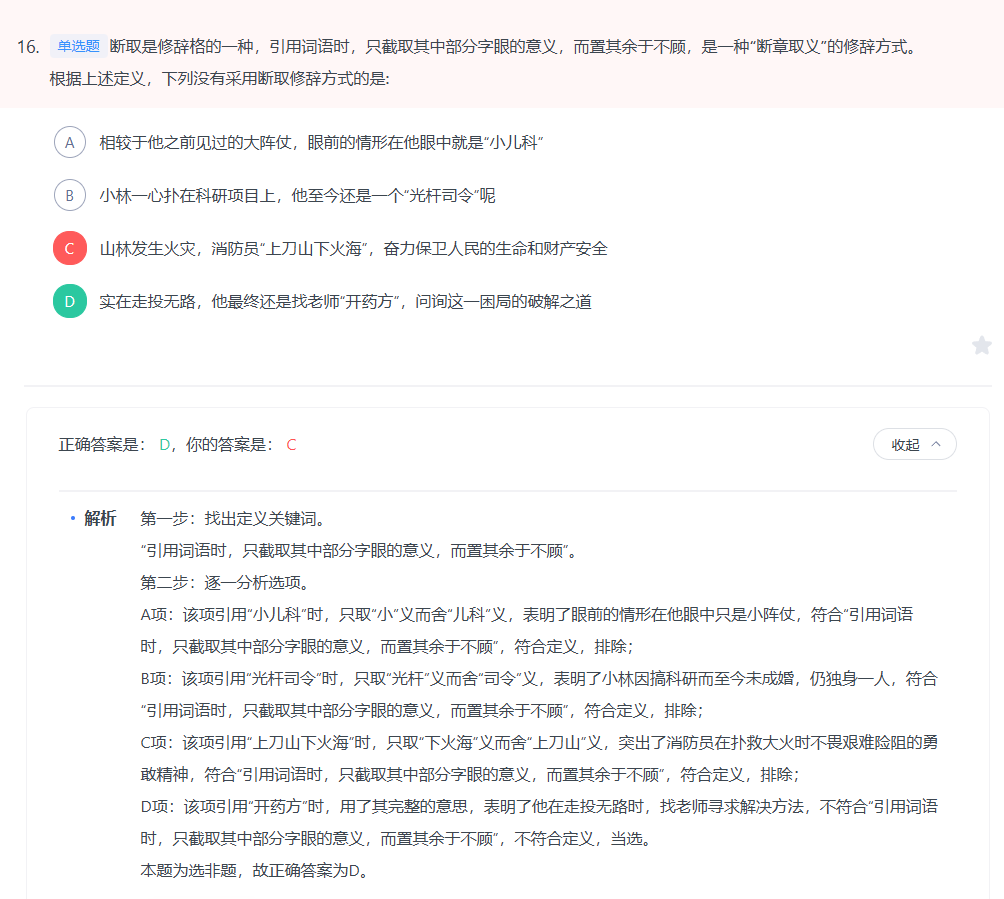 16. 单选题 断取是修辞格的一种，引用词语时，只截取其中部分字眼的意义，而置其余于不顾，是一种“断章取义”的修辞方式。
根据上述定义，下列没有采用断取修辞方式的是:
A 相较于他之前见过的大阵仗，眼前的情形在他眼中就是“小儿科”
B 小林一心扑在科研项目上，他至今还是一个“光杆司令”呢
C 山林发生火灾，消防员“上刀山下火海”，奋力保卫人民的生命和财产安全
D 实在走投无路，他最终还是找老师“开药方”，问询这一困局的破解之道
正确答案是： D，你的答案是： C
收起
解析 第一步：找出定义关键词。
“引用词语时，只截取其中部分字眼的意义，而置其余于不顾”。
第二步：逐一分析选项。
A项：该项引用“小儿科”时，只取“小”义而舍“儿科”义，表明了眼前的情形在他眼中只是小阵仗，符合“引用词语
时，只截取其中部分字眼的意义，而置其余于不顾”，符合定义，排除；
B项：该项引用“光杆司令”时，只取“光杆”义而舍“司令”义，表明了小林因搞科研而至今未成婚，仍独身一人，符合
“引用词语时，只截取其中部分字眼的意义，而置其余于不顾”，符合定义，排除；
C项：该项引用“上刀山下火海”时，只取“下火海”义而舍“上刀山”义，突出了消防员在扑救大火时不畏艰难险阻的勇
敢精神，符合“引用词语时，只截取其中部分字眼的意义，而置其余于不顾”，符合定义，排除；
D项：该项引用“开药方”时，用了其完整的意思，表明了他在走投无路时，找老师寻求解决方法，不符合“引用词语
时，只截取其中部分字眼的意义，而置其余于不顾”，不符合定义，当选。
本题为选非题，故正确答案为D。